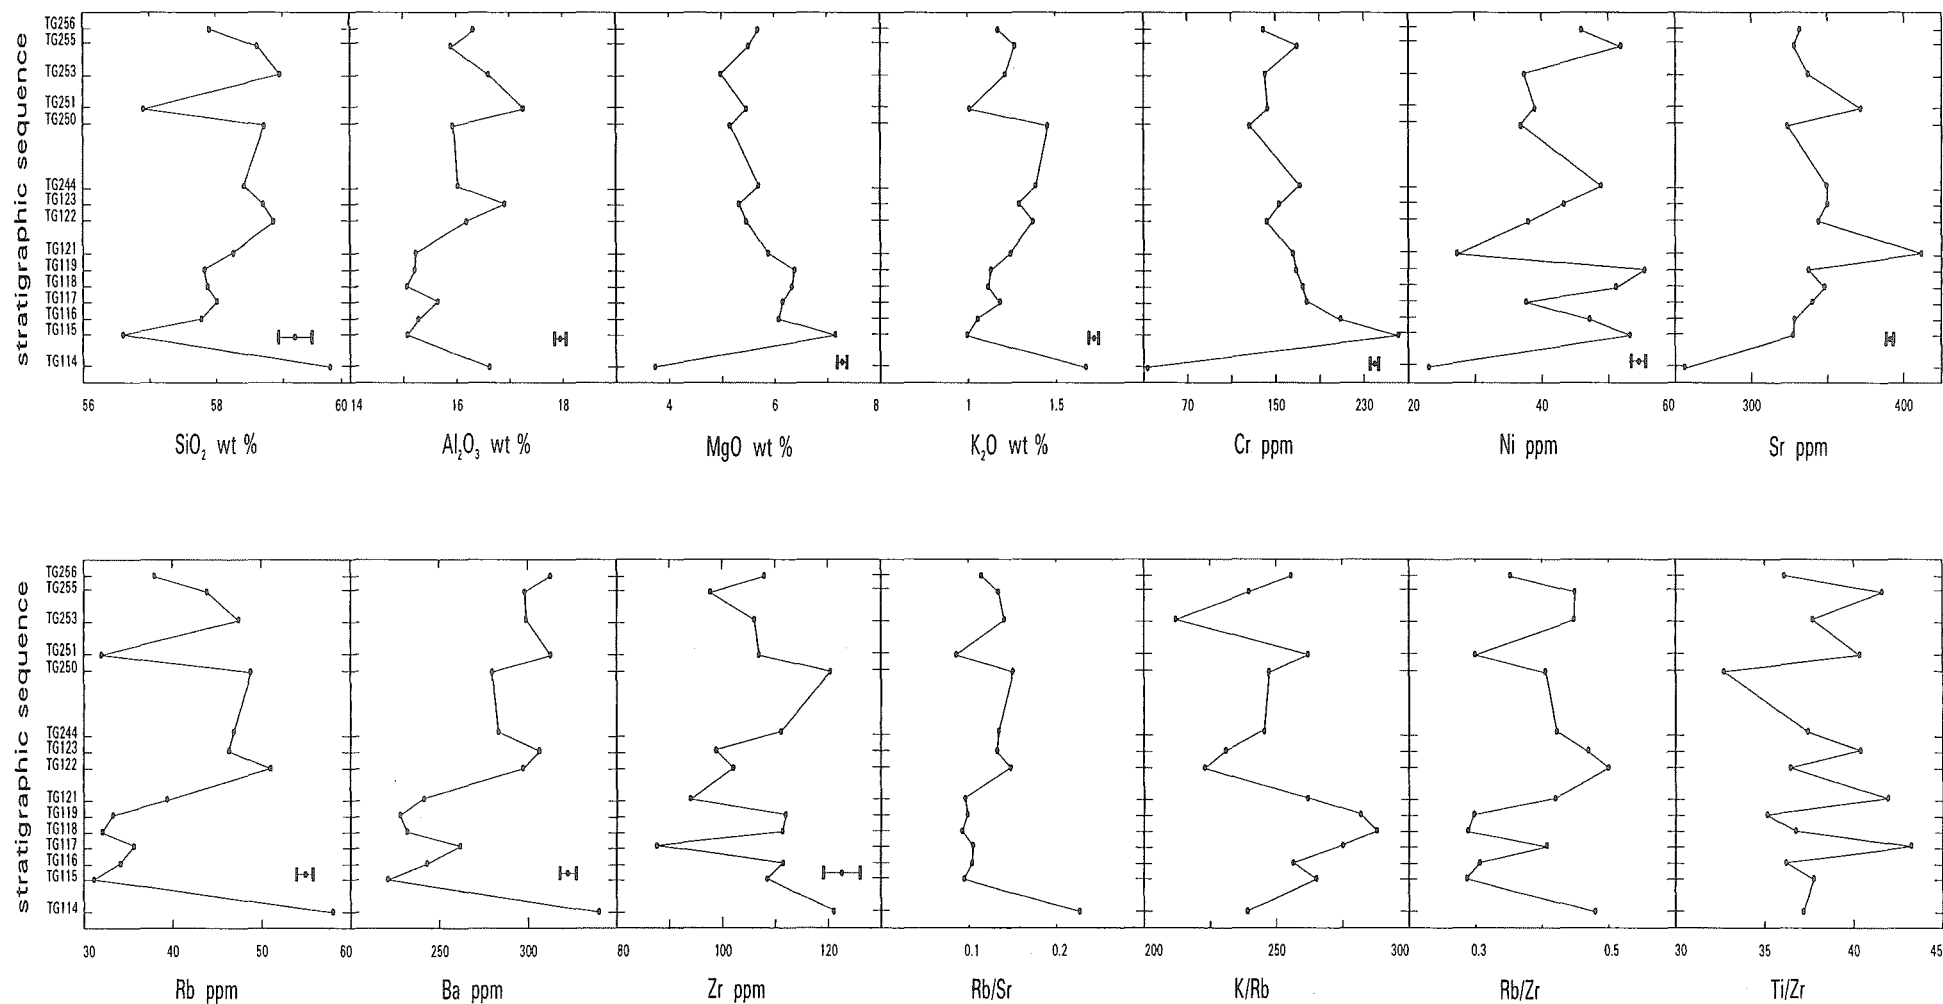 stratigraphic sequence
TG256
TG255
TG253
TG251
TG250
TG244
TG123
TG122
TG121
TG119
TG118
TG117
TG116
TG115
TG114
56 58 60 14 16 18 4 6 8 1 1.5 70 150 230 20 40 60 300 400
SiO₂ wt % Al₂O₃ wt % MgO wt % K₂O wt % Cr ppm Ni ppm Sr ppm
stratigraphic sequence
TG256
TG255
TG253
TG251
TG250
TG244
TG123
TG122
TG121
TG119
TG118
TG117
TG116
TG115
TG114
30 40 50 60 200 300 80 100 120 0.1 0.2 200 250 300 0.3 0.5 30 35 40 45
Rb ppm Ba ppm Zr ppm Rb/Sr K/Rb Rb/Zr Ti/Zr